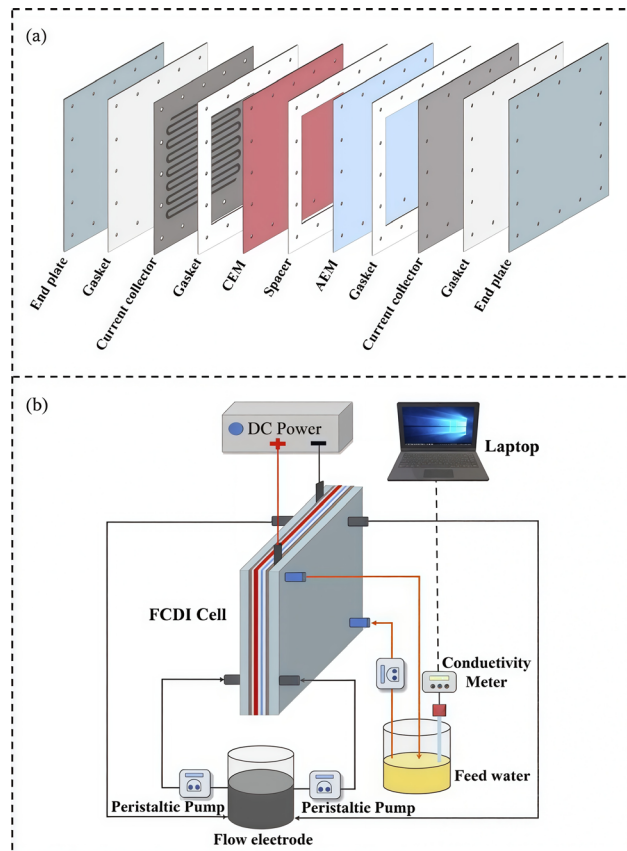 (a)
End plate
Gasket
Current collector
Gasket
CEM
Spacer
AEM
Gasket
Current collector
Gasket
End plate
(b)
DC Power
Laptop
FCDI Cell
Conduetivity
Meter
Feed water
Peristaltic Pump
Peristaltic Pump
Flow electrode